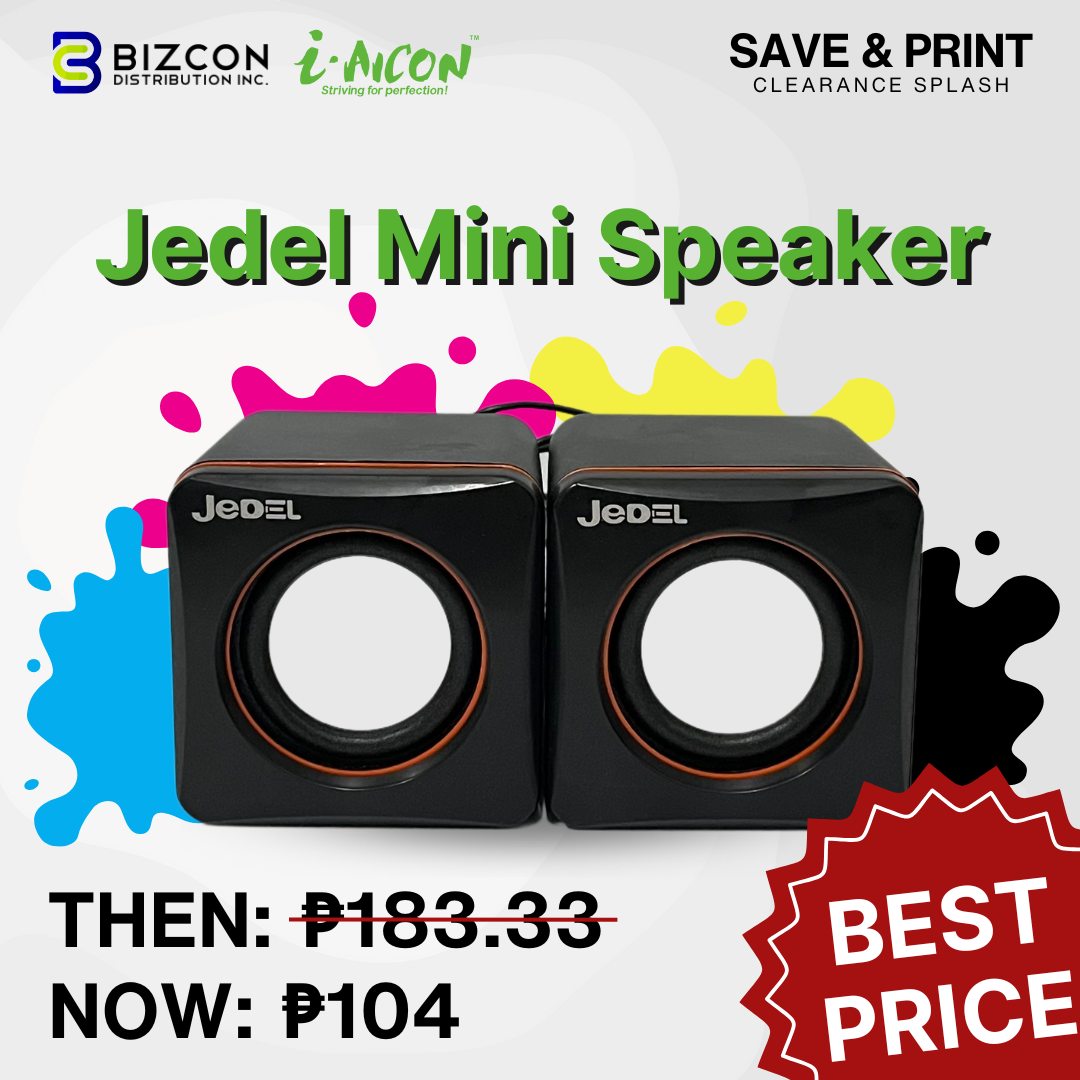 BIZCON
DISTRIBUTION INC.
i·AICON™
Striving for perfection!
SAVE & PRINT
CLEARANCE SPLASH
Jedel Mini Speaker
JEDEL
JEDEL
THEN: ₱183.33
NOW: ₱104
BEST
PRICE